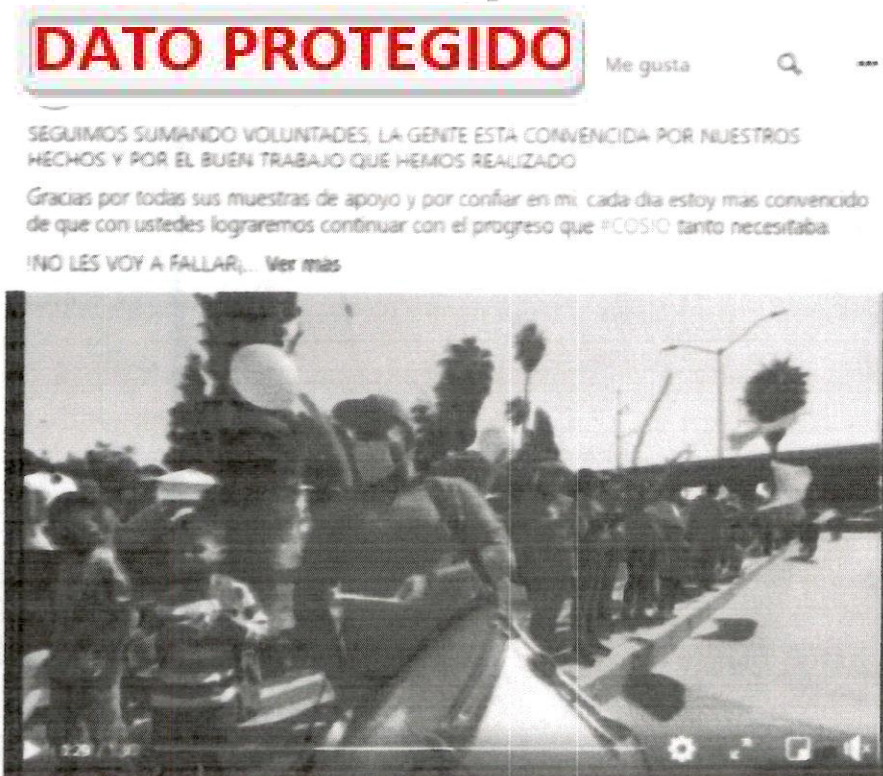 DATO PROTEGIDO
Me gusta
SEGUIMOS SUMANDO VOLUNTADES, LA GENTE ESTA CONVENCIDA POR NUESTROS
HECHOS Y POR EL BUEN TRABAJO QUE HEMOS REALIZADO
Gracias por todas sus muestras de apoyo y por confiar en mi, cada dia estoy mas convencido
de que con ustedes lograremos continuar con el progreso que #COSIO tanto necesitaba.
!NO LES VOY A FALLAR¡... Ver más